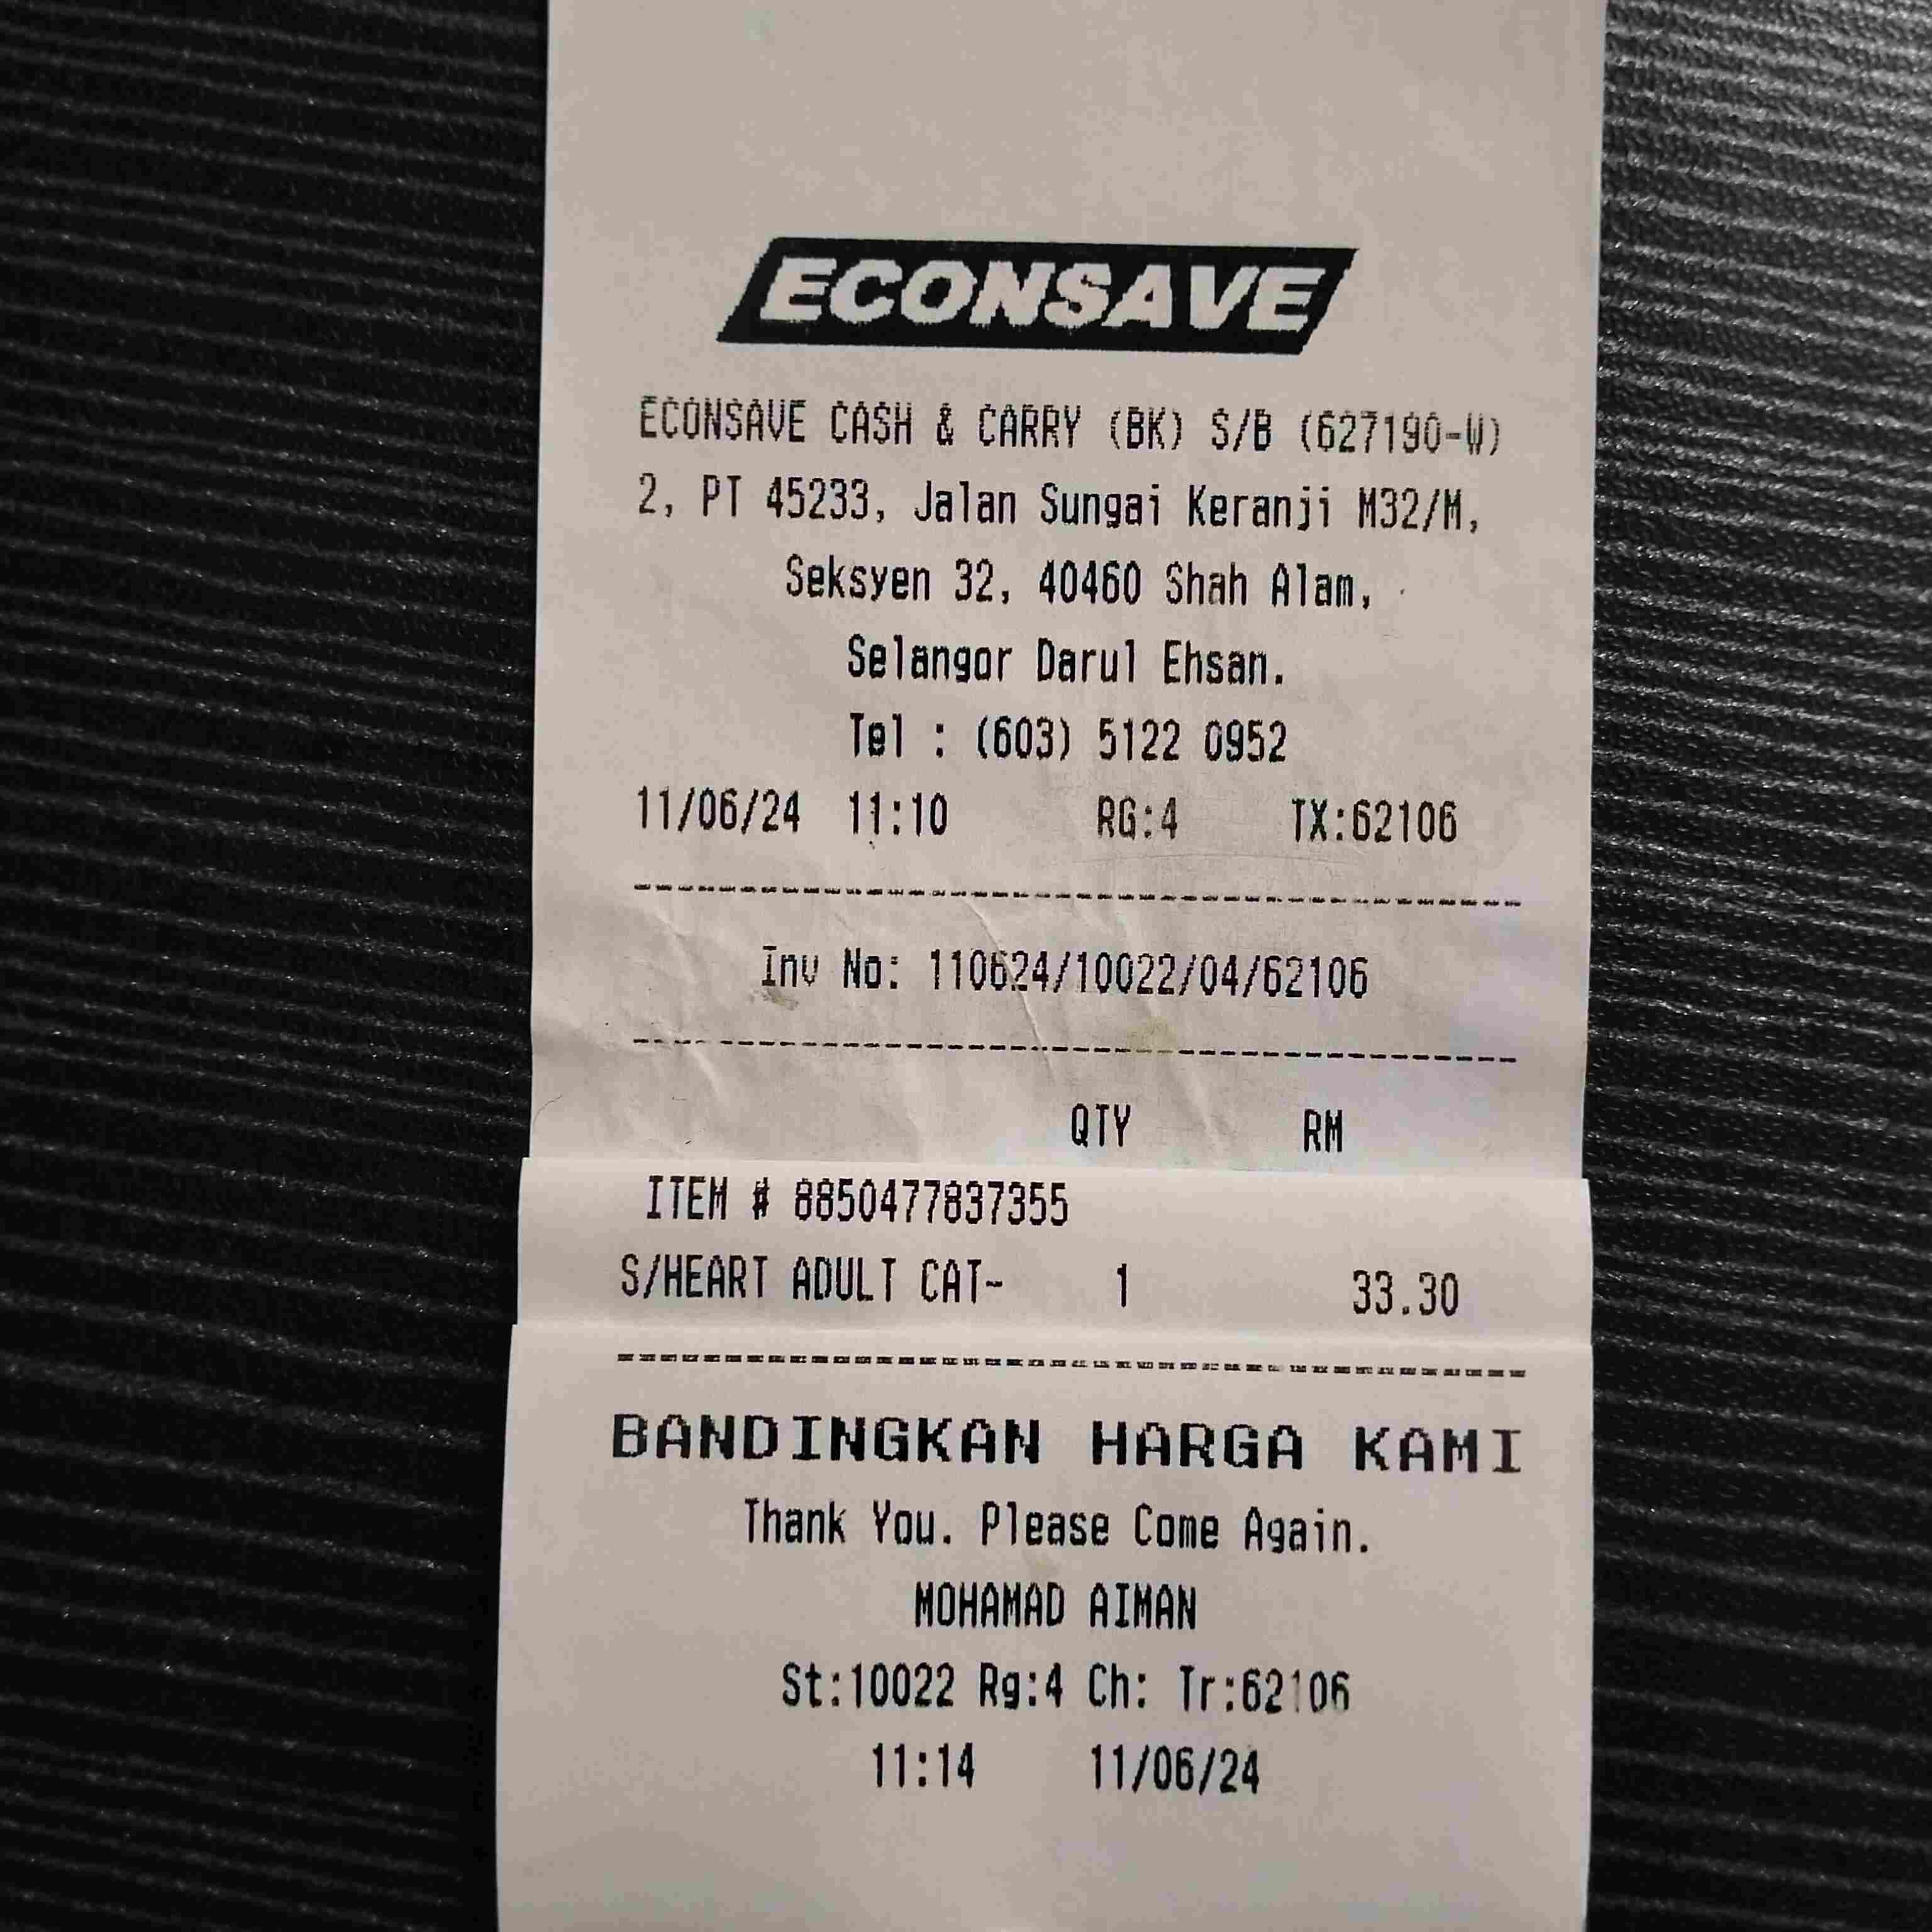 ECONSAVE
ECONSAVE CASH & CARRY (BK) S/B (627190-W)
2, PT 45233, Jalan Sungai Keranji M32/M,
Seksyen 32, 40460 Shah Alam,
Selangor Darul Ehsan.
Tel : (603) 5122 0952
11/06/24 11:10 RG:4 TX:62106
Inv No: 110624/10022/04/62106
QTY RM
ITEM # 8850477837355
S/HEART ADULT CAT- 1 33.30
BANDINGKAN HARGA KAMI
Thank You. Please Come Again.
MOHAMAD AIMAN
St:10022 Rg:4 Ch: Tr:62106
11:14 11/06/24